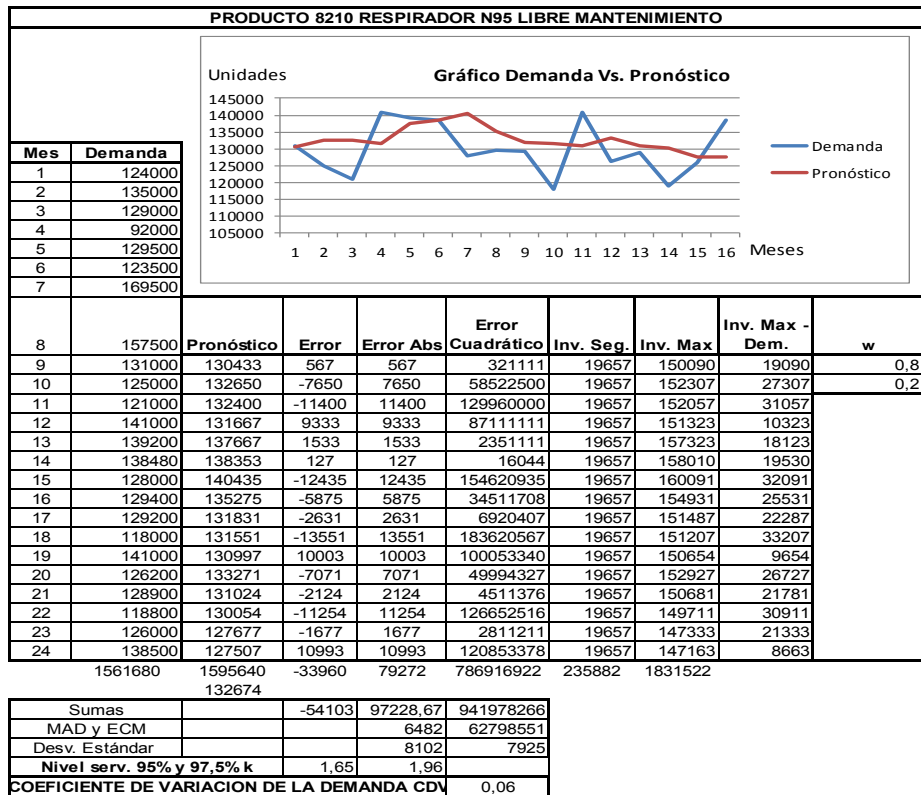 PRODUCTO 8210 RESPIRADOR N95 LIBRE MANTENIMIENTO
Unidades Gráfico Demanda Vs. Pronóstico
145000
140000
135000
130000
125000
120000
115000
110000
105000
1 2 3 4 5 6 7 8 9 10 11 12 13 14 15 16 Meses
Demanda
Pronóstico
Mes Demanda
1 124000
2 135000
3 129000
4 92000
5 129500
6 123500
7 169500
8 157500 Pronóstico Error Error Abs Error Cuadrático Inv. Seg. Inv. Max Inv. Max - Dem. w
9 131000 130433 567 567 321111 19657 150090 19090 0,8
10 125000 132650 -7650 7650 58522500 19657 152307 27307 0,2
11 121000 132400 -11400 11400 129960000 19657 152057 31057
12 141000 131667 9333 9333 87111111 19657 151323 10323
13 139200 137667 1533 1533 2351111 19657 157323 18123
14 138480 138353 127 127 16044 19657 158010 19530
15 128000 140435 -12435 12435 154620935 19657 160091 32091
16 129400 135275 -5875 5875 34511708 19657 154931 25531
17 129200 131831 -2631 2631 6920407 19657 151487 22287
18 118000 131551 -13551 13551 183620567 19657 151207 33207
19 141000 130997 10003 10003 100053340 19657 150654 9654
20 126200 133271 -7071 7071 49994327 19657 152927 26727
21 128900 131024 -2124 2124 4511376 19657 150681 21781
22 118800 130054 -11254 11254 126652516 19657 149711 30911
23 126000 127677 -1677 1677 2811211 19657 147333 21333
24 138500 127507 10993 10993 120853378 19657 147163 8663
1561680 1595640 -33960 79272 786916922 235882 1831522
132674
Sumas -54103 97228,67 941978266
MAD y ECM 6482 62798551
Desv. Estándar 8102 7925
Nivel serv. 95% y 97,5% k 1,65 1,96
COEFICIENTE DE VARIACION DE LA DEMANDA CDV 0,06